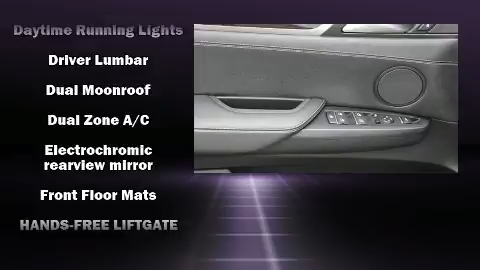 Daytime Running Lights
Driver Lumbar
Dual Moonroof
Dual Zone A/C
Electrochromic
rearview mirror
Front Floor Mats
HANDS-FREE LIFTGATE